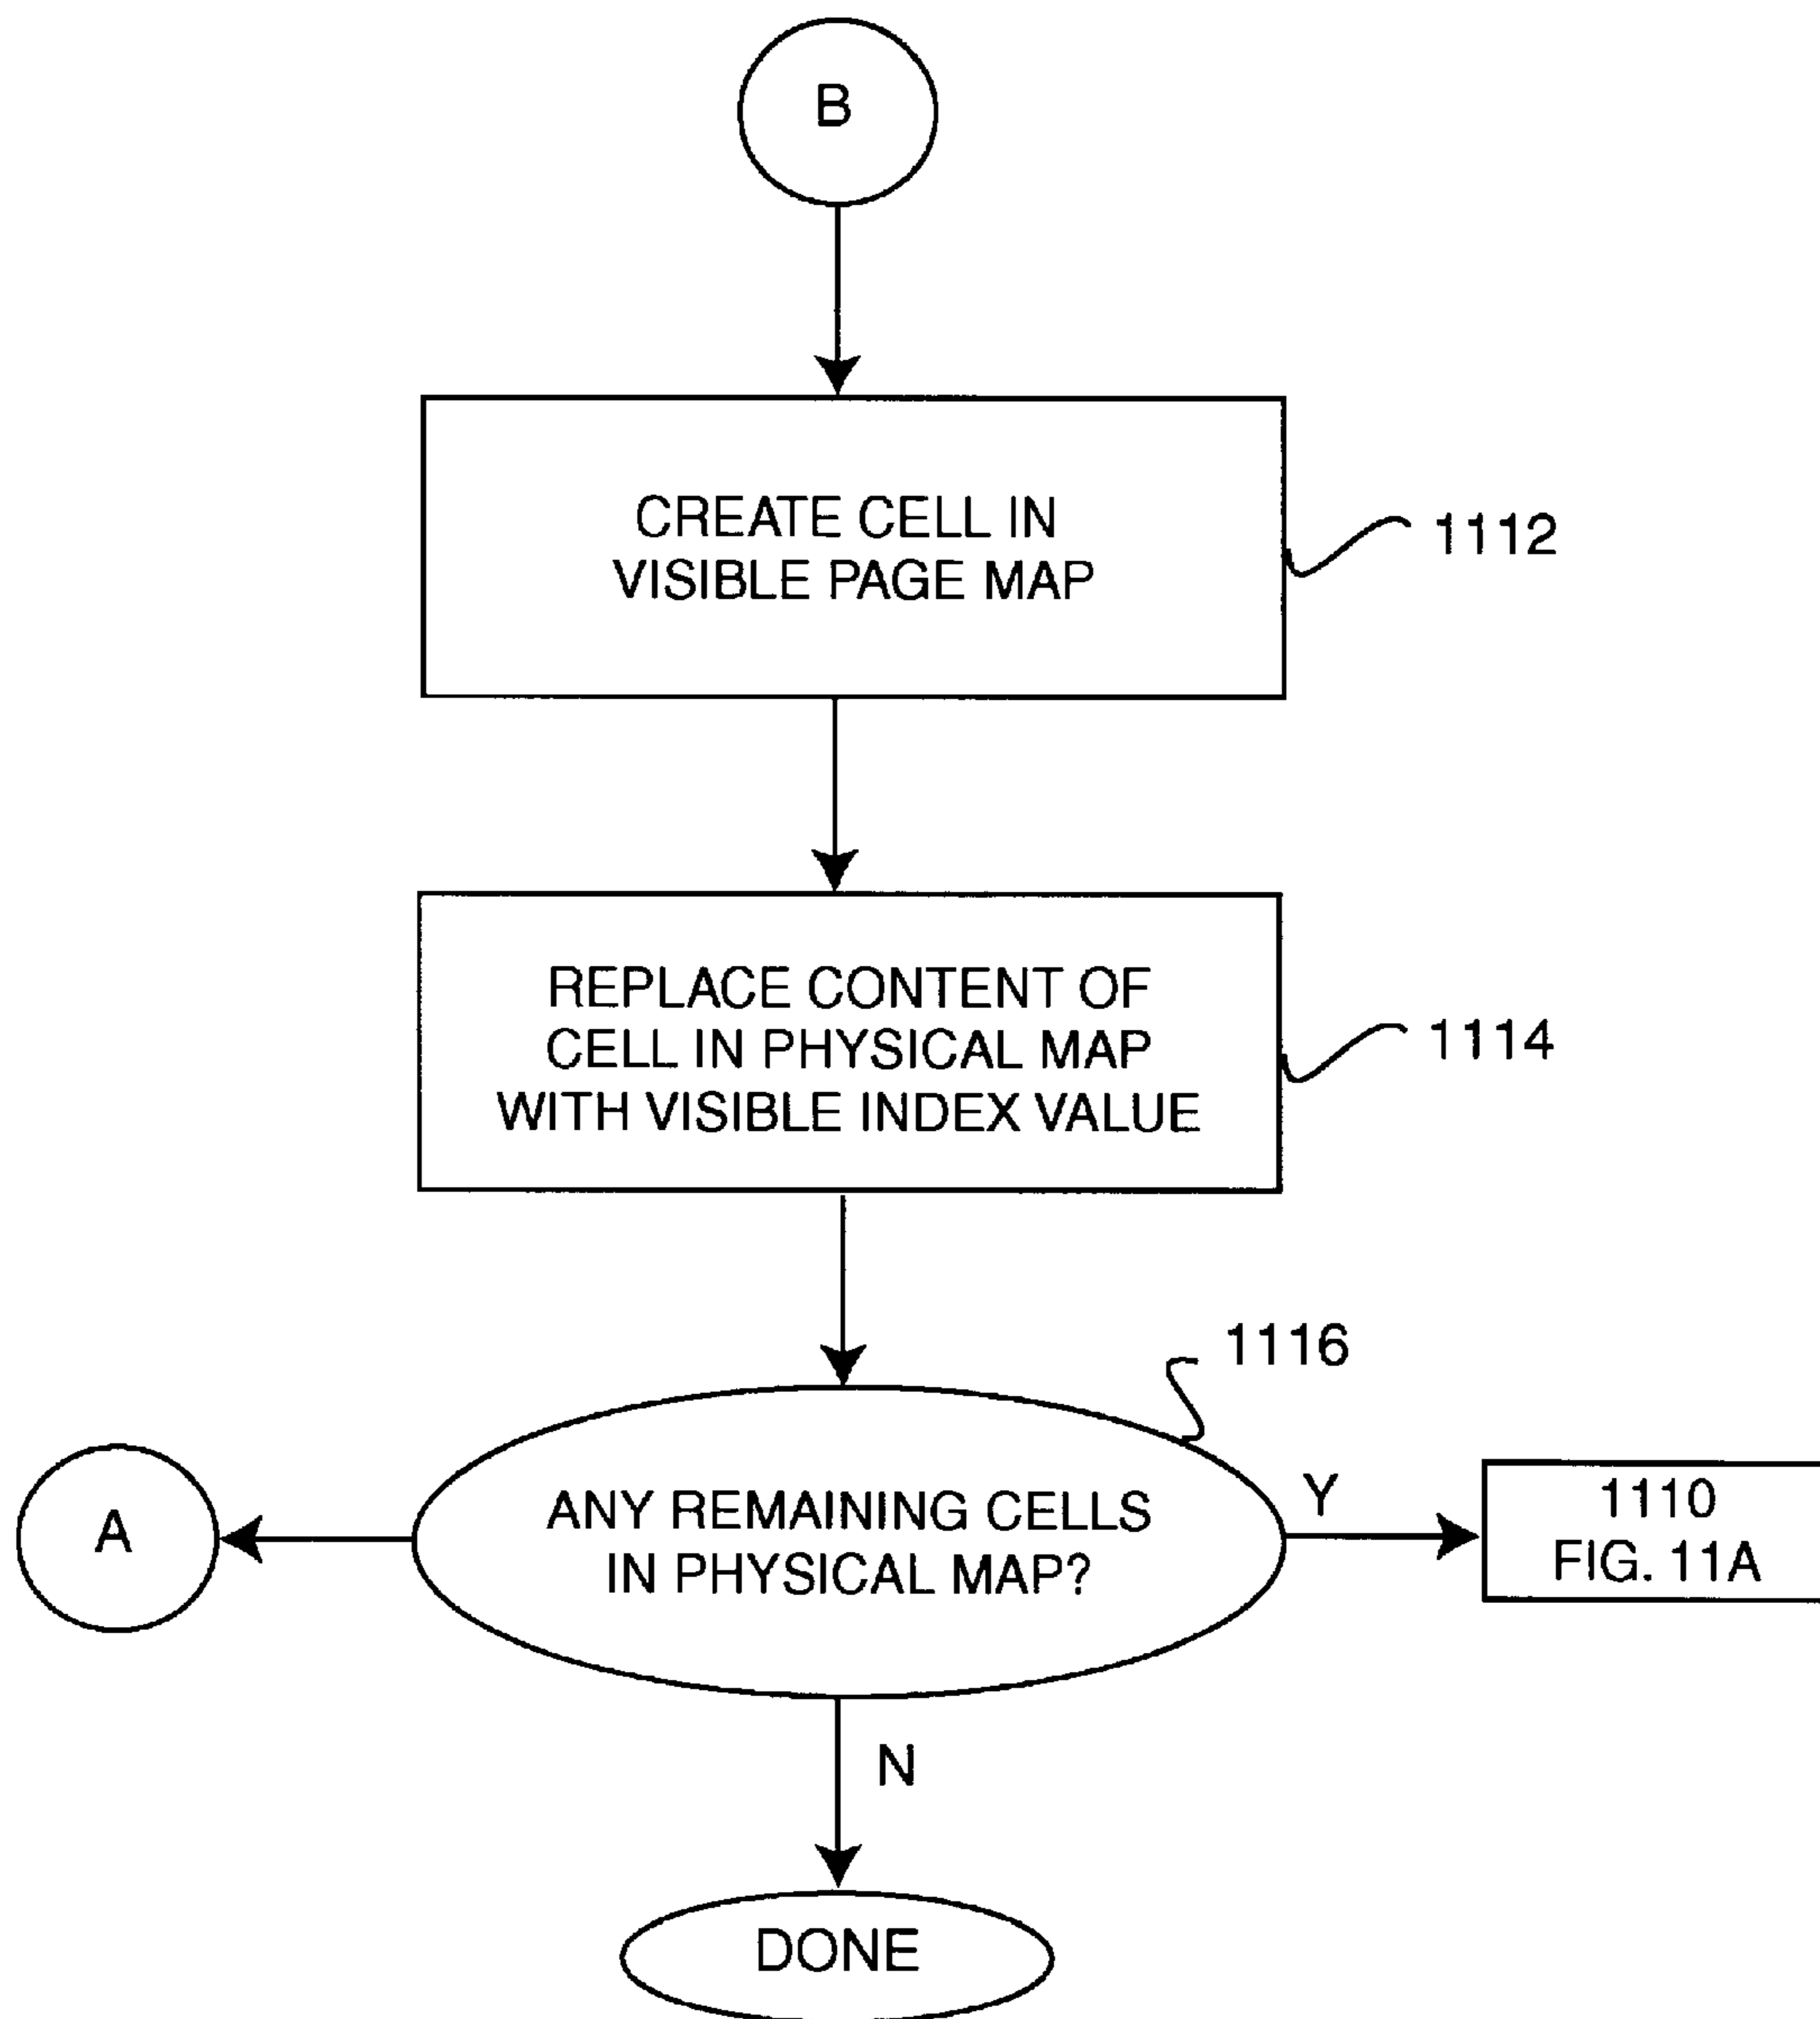 B
CREATE CELL IN
VISIBLE PAGE MAP
1112
REPLACE CONTENT OF
CELL IN PHYSICAL MAP
WITH VISIBLE INDEX VALUE
1114
1116
A
ANY REMAINING CELLS
IN PHYSICAL MAP?
Y
1110
FIG. 11A
N
DONE